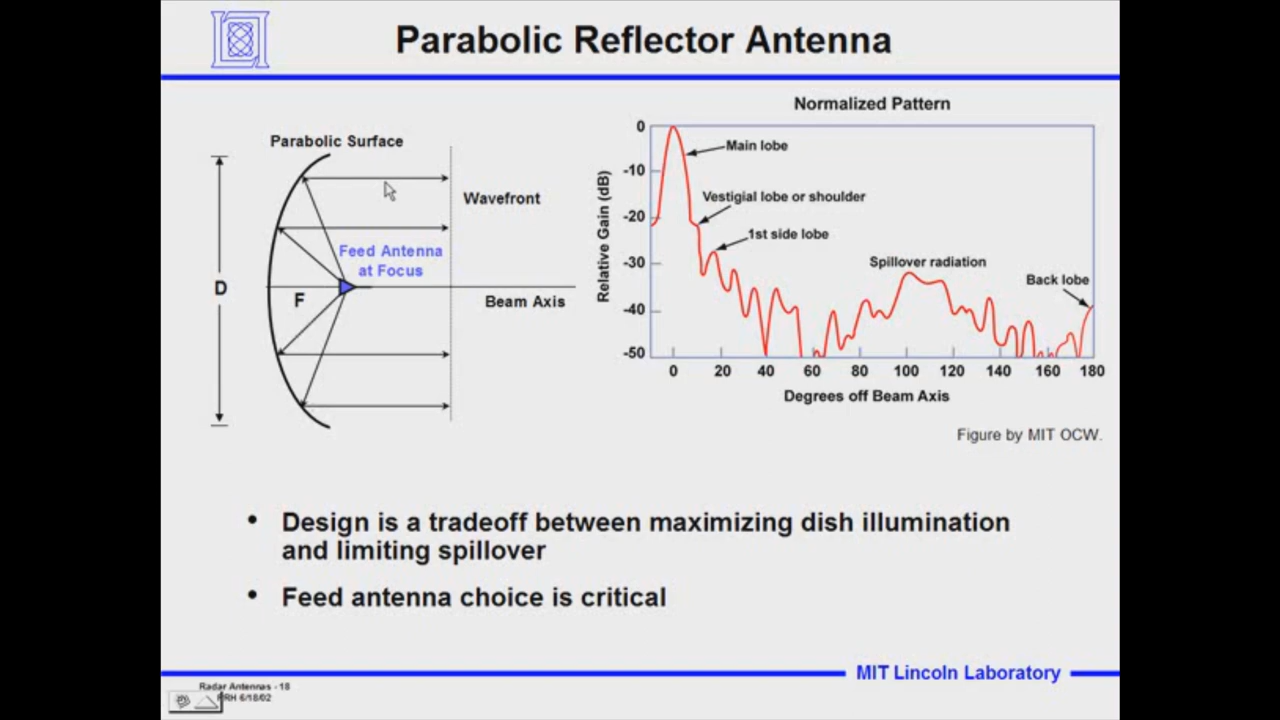 Parabolic Reflector Antenna
Parabolic Surface
Wavefront
Feed Antenna
at Focus
D
F
Beam Axis
Normalized Pattern
Relative Gain (dB)
0
-10
-20
-30
-40
-50
Main lobe
Vestigial lobe or shoulder
1st side lobe
Spillover radiation
Back lobe
0 20 40 60 80 100 120 140 160 180
Degrees off Beam Axis
Figure by MIT OCW.
• Design is a tradeoff between maximizing dish illumination
and limiting spillover
• Feed antenna choice is critical
MIT Lincoln Laboratory
Radar Antennas - 18
6/18/02